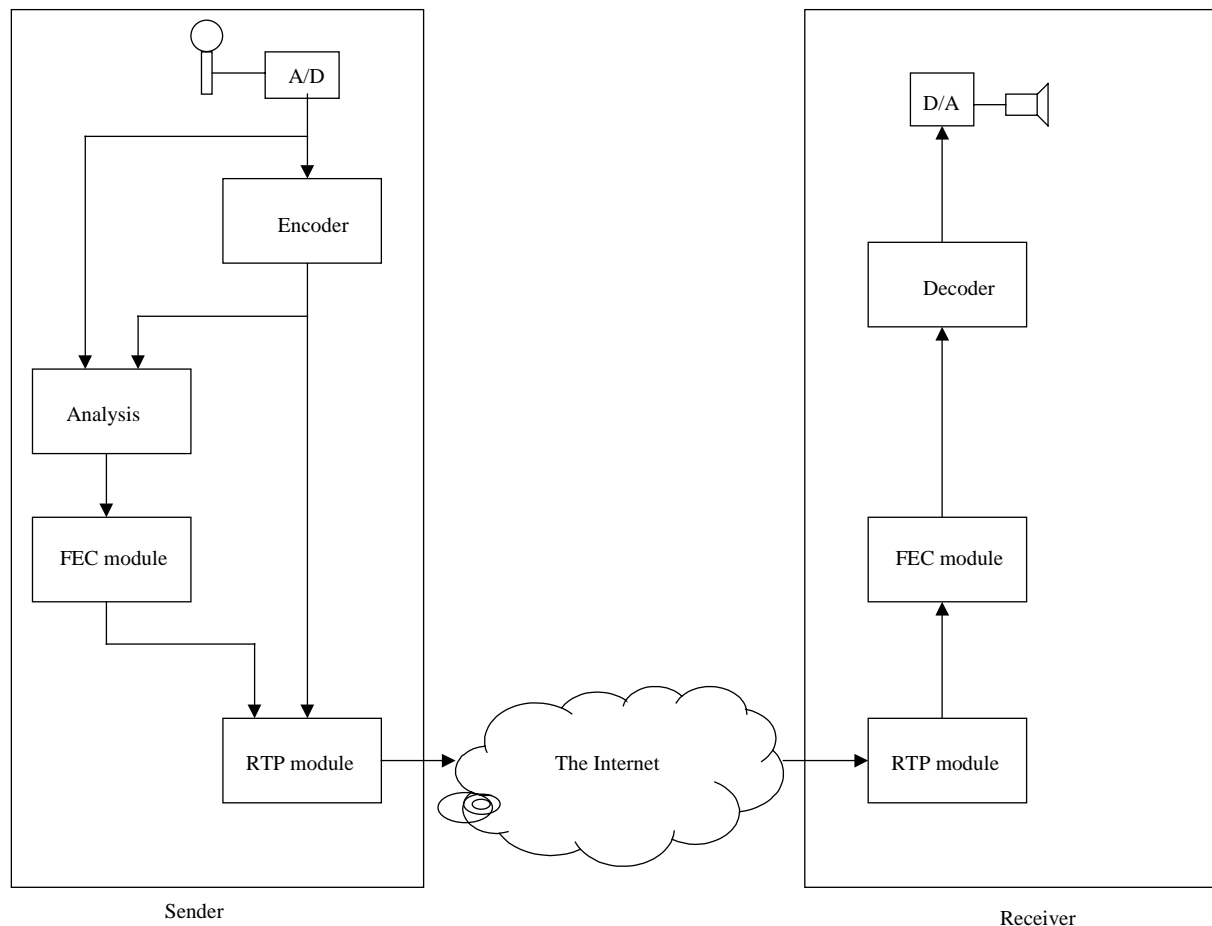 A/D
Encoder
Analysis
FEC module
RTP module
Sender
The Internet
D/A
Decoder
FEC module
RTP module
Receiver